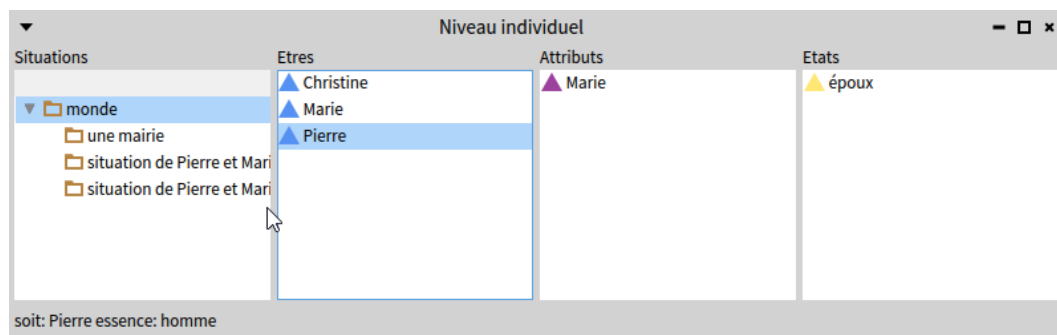 Niveau individuel
Situations
monde
une mairie
situation de Pierre et Mari
situation de Pierre et Mari
Etres
Christine
Marie
Pierre
Attributs
Marie
Etats
époux
soit: Pierre essence: homme